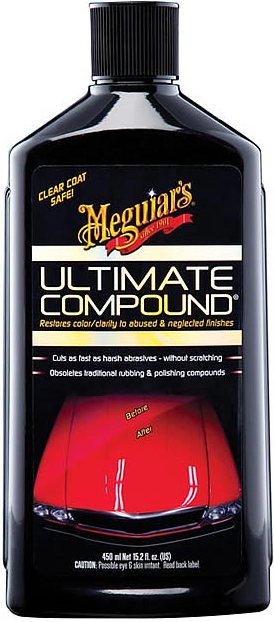 CLEAR COAT
SAFE!
Meguiar's
since 1901
ULTIMATE
COMPOUND®
Restores color/clarity to abused & neglected finishes
Cuts as fast as harsh abrasives - without scratching
Obsoletes traditional rubbing & polishing compounds
Before
After
450 ml Net 15.2 fl. oz. (US)
CAUTION: Possible eye & skin irritant. Read back label!